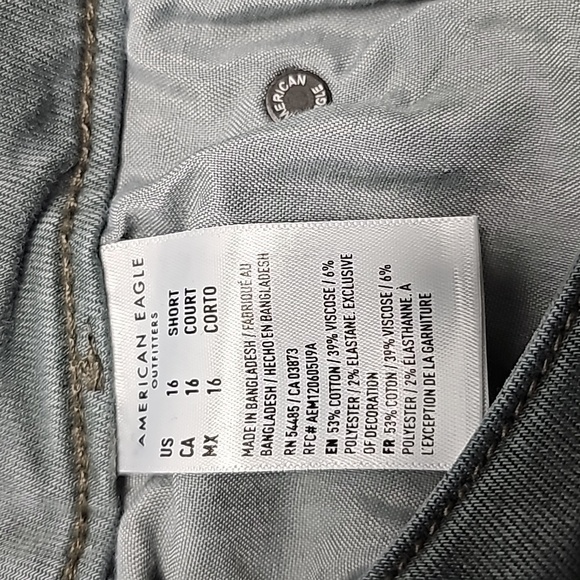 AMERICAN EAGLE
AMERICAN EAGLE
OUTFITTERS
US 16 SHORT
CA 16 COURT
MX 16 CORTO
MADE IN BANGLADESH / FABRIQUÉ AU
BANGLADESH / HECHO EN BANGLADESH
RN 54485 / CA 03873
RFC# AEM12060509A
EN 53% COTTON / 39% VISCOSE / 6%
POLYESTER / 2% ELASTANE. EXCLUSIVE
OF DECORATION
FR 53% COTON / 39% VISCOSE / 6%
POLYESTER / 2% ÉLASTHANNE. À
L'EXCEPTION DE LA GARNITURE